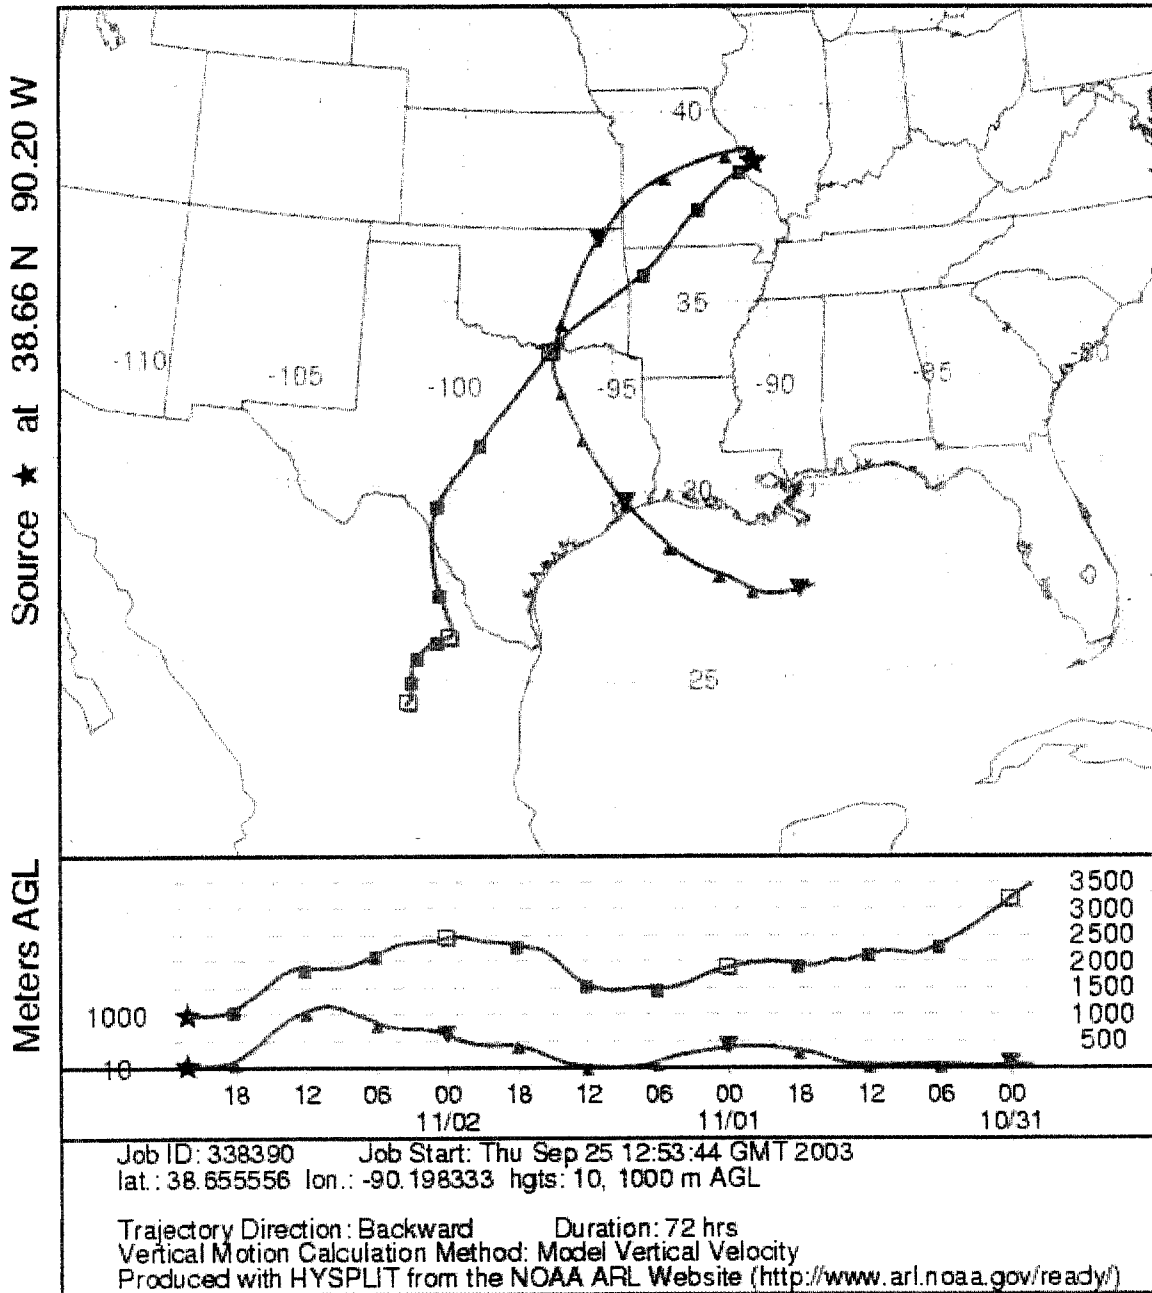 Source ★ at 38.66 N 90.20 W
40
35
-110
-105
-100
-95
-90
-85
-80
30
25
Meters AGL
3500
3000
2500
2000
1500
1000
1000
500
10
18 12 06 00 18 12 06 00 18 12 06 00
11/02 11/01 10/31
Job ID: 338390 Job Start: Thu Sep 25 12:53:44 GMT 2003
lat.: 38.655556 lon.: -90.198333 hgts: 10, 1000 m AGL
Trajectory Direction: Backward Duration: 72 hrs
Vertical Motion Calculation Method: Model Vertical Velocity
Produced with HYSPLIT from the NOAA ARL Website (http://www.arl.noaa.gov/ready/)